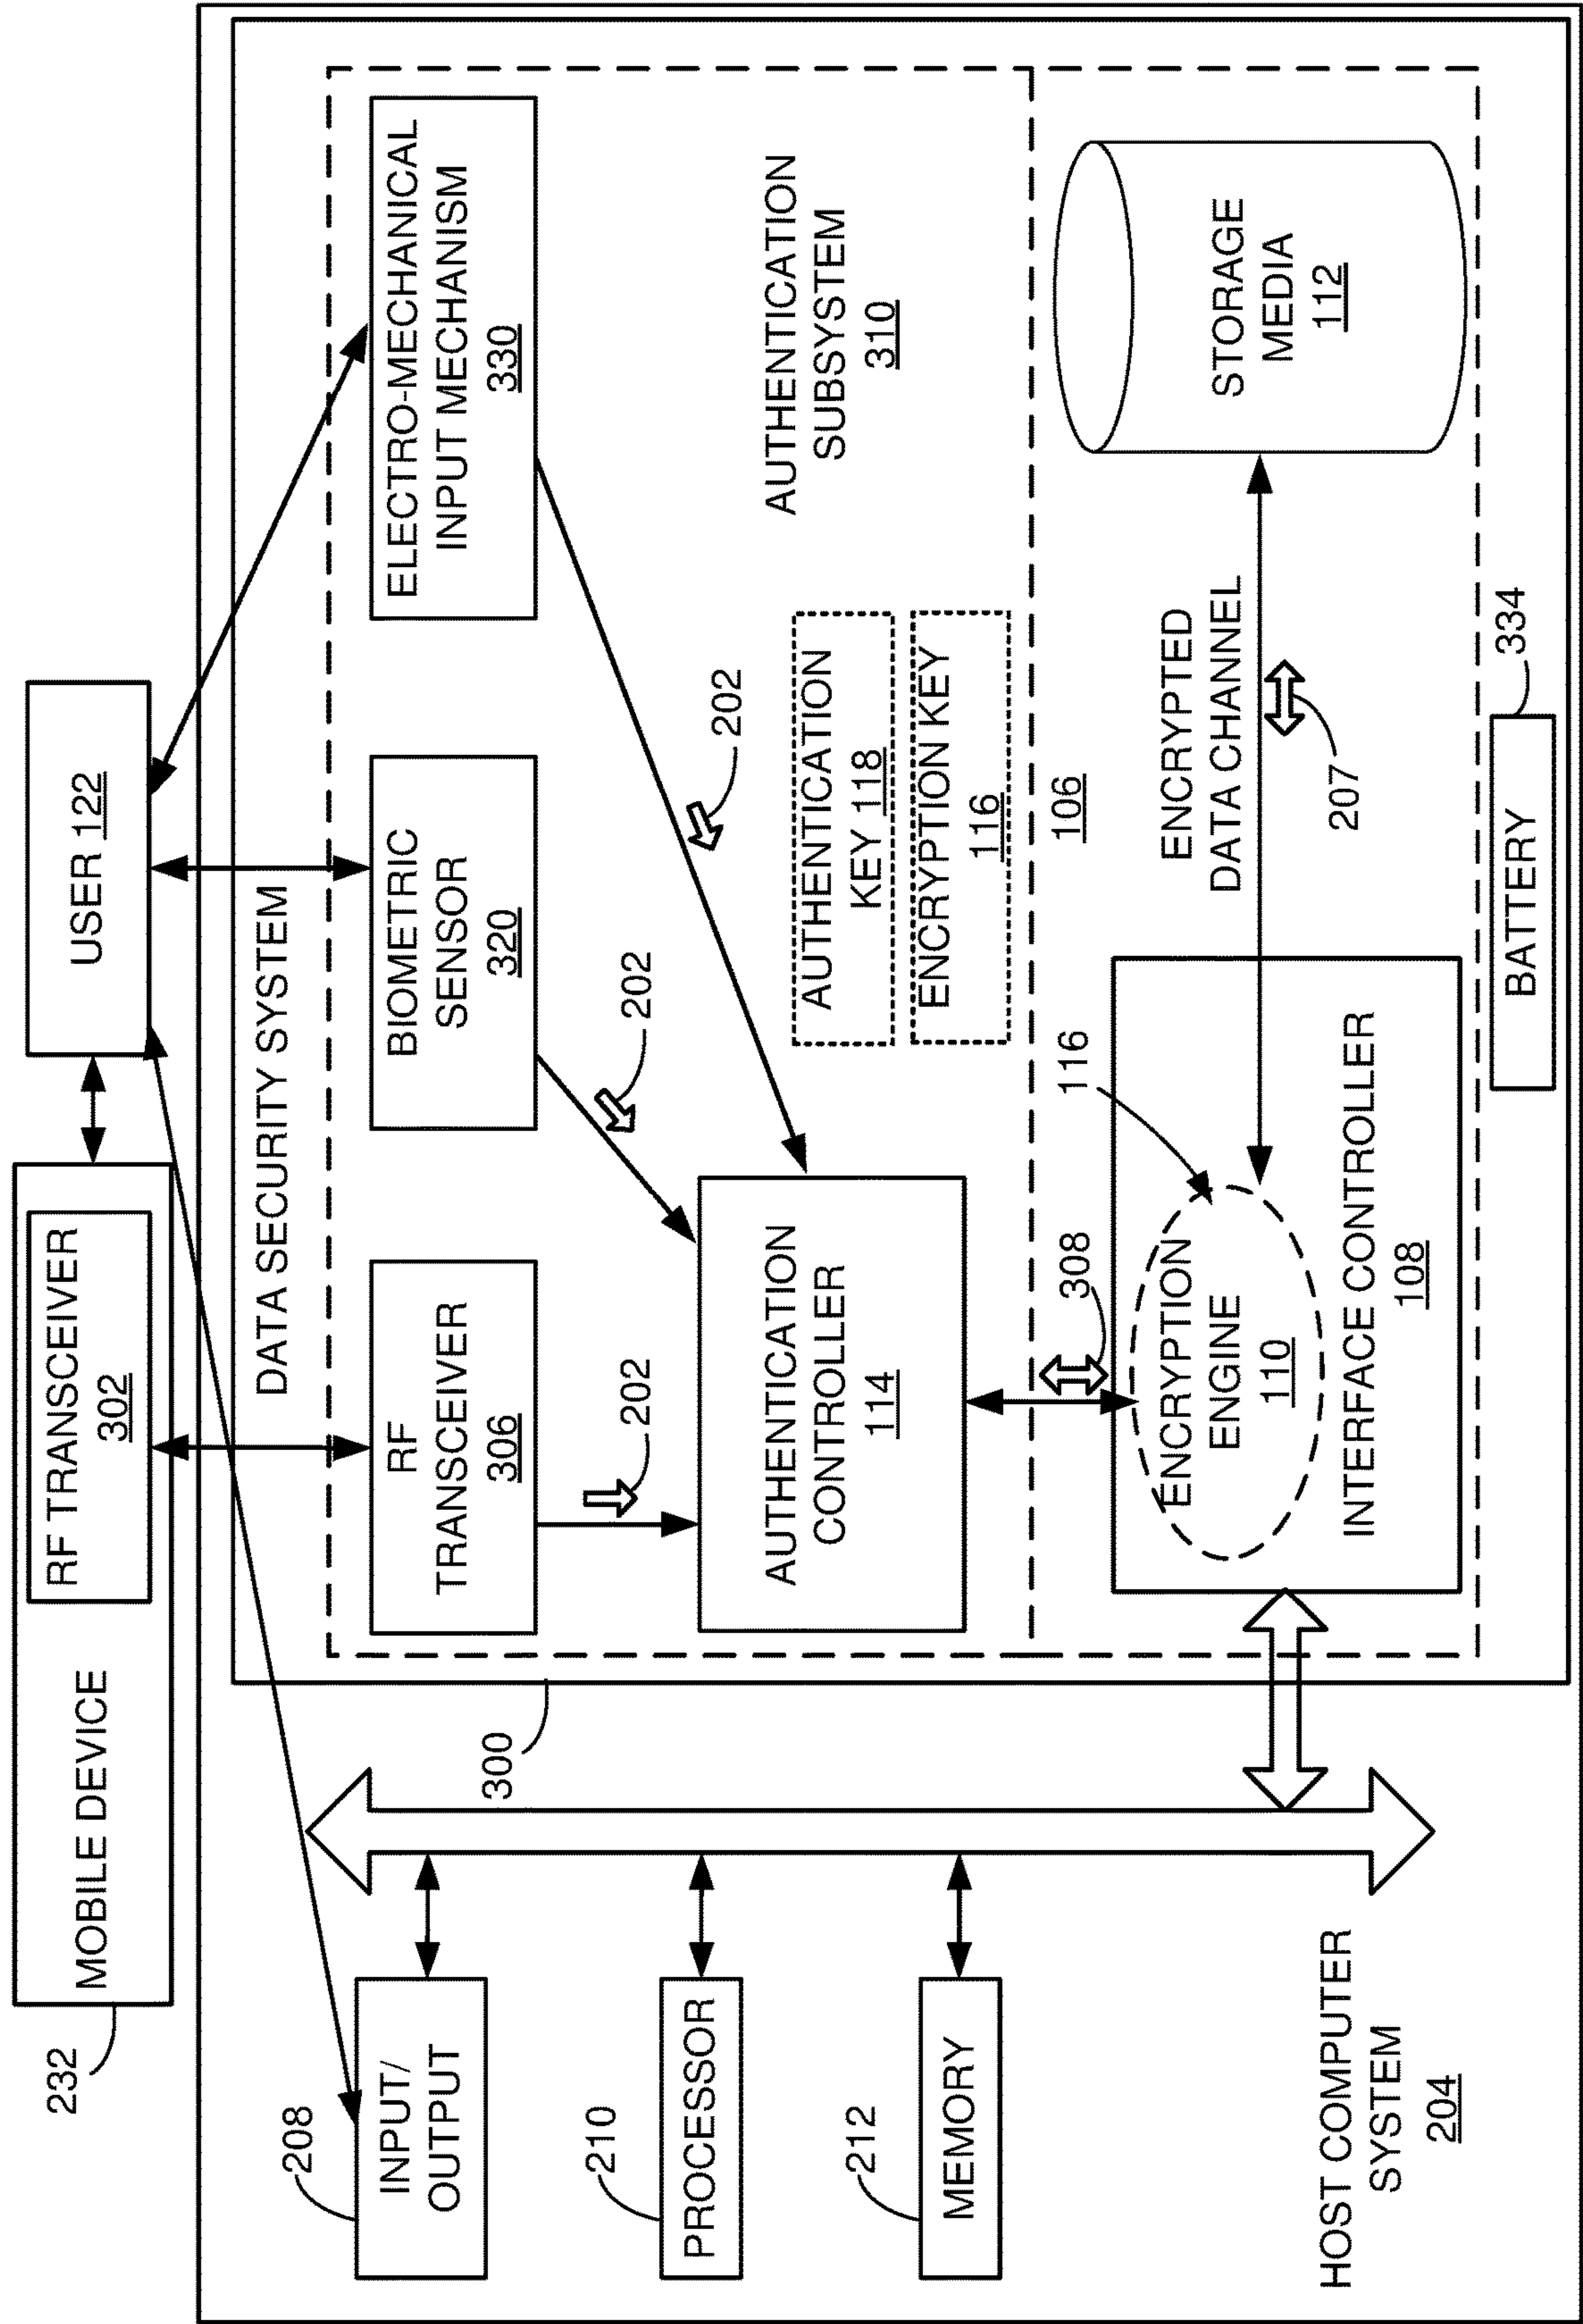 232
MOBILE DEVICE
RF TRANSCEIVER
302
USER 122
DATA SECURITY SYSTEM
208
INPUT/
OUTPUT
210
PROCESSOR
212
MEMORY
HOST COMPUTER
SYSTEM
204
300
RF
TRANSCEIVER
306
BIOMETRIC
SENSOR
320
ELECTRO-MECHANICAL
INPUT MECHANISM
330
202
202
202
AUTHENTICATION
CONTROLLER
114
AUTHENTICATION
KEY 118
ENCRYPTION KEY
116
AUTHENTICATION
SUBSYSTEM
310
106
308
116
ENCRYPTION
ENGINE
110
INTERFACE CONTROLLER
108
ENCRYPTED
DATA CHANNEL
207
STORAGE
MEDIA
112
BATTERY
334